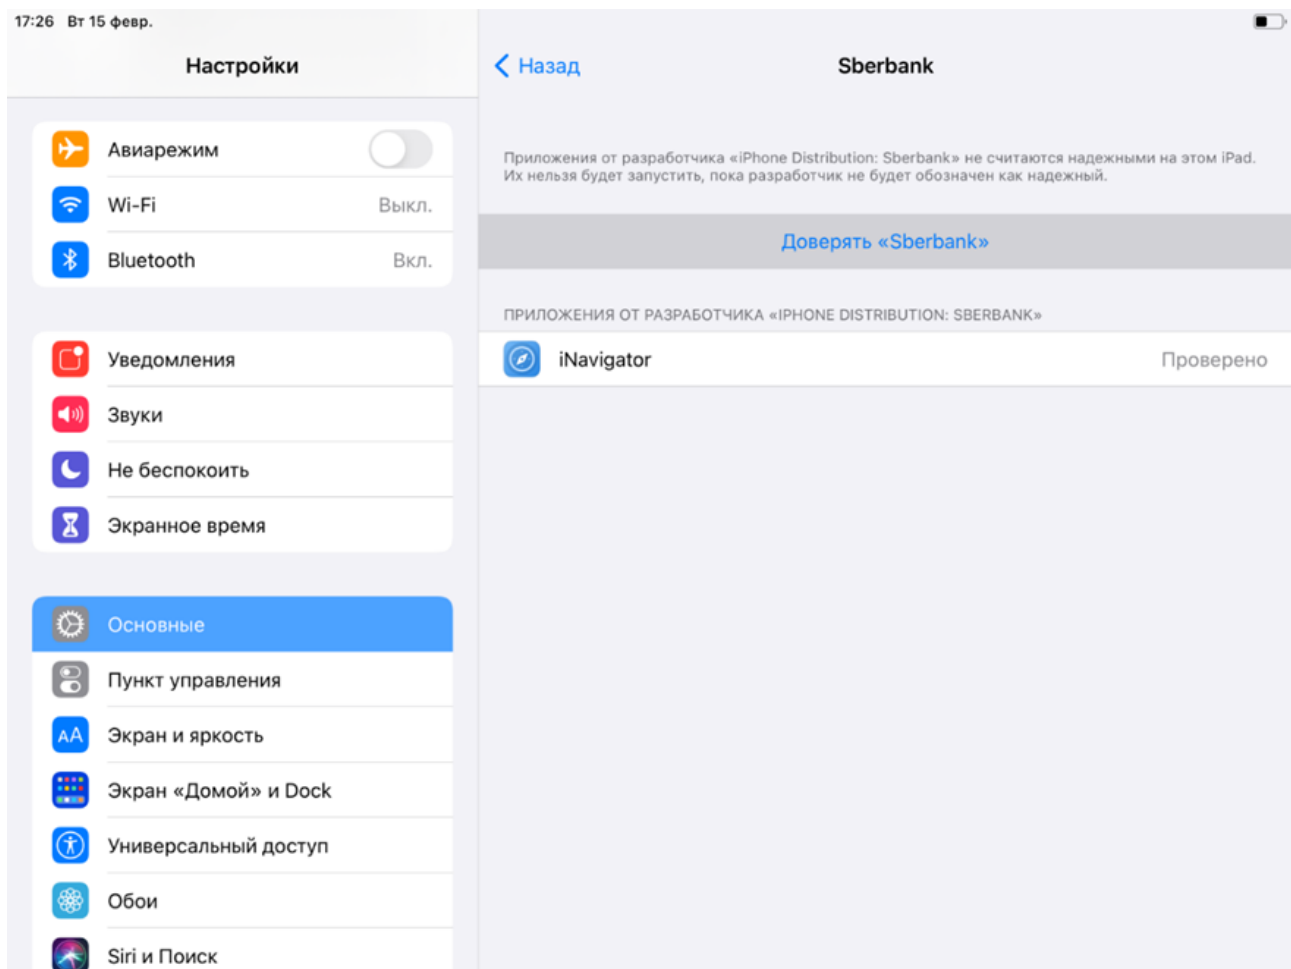 17:26 Вт 15 февр.
Настройки
Авиарежим
Wi-Fi Выкл.
Bluetooth Вкл.
Уведомления
Звуки
Не беспокоить
Экранное время
Основные
Пункт управления
AA Экран и яркость
Экран «Домой» и Dock
Универсальный доступ
Обои
Siri и Поиск
Назад
Sberbank
Приложения от разработчика «iPhone Distribution: Sberbank» не считаются надежными на этом iPad.
Их нельзя будет запустить, пока разработчик не будет обозначен как надежный.
Доверять «Sberbank»
ПРИЛОЖЕНИЯ ОТ РАЗРАБОТЧИКА «IPHONE DISTRIBUTION: SBERBANK»
iNavigator Проверено